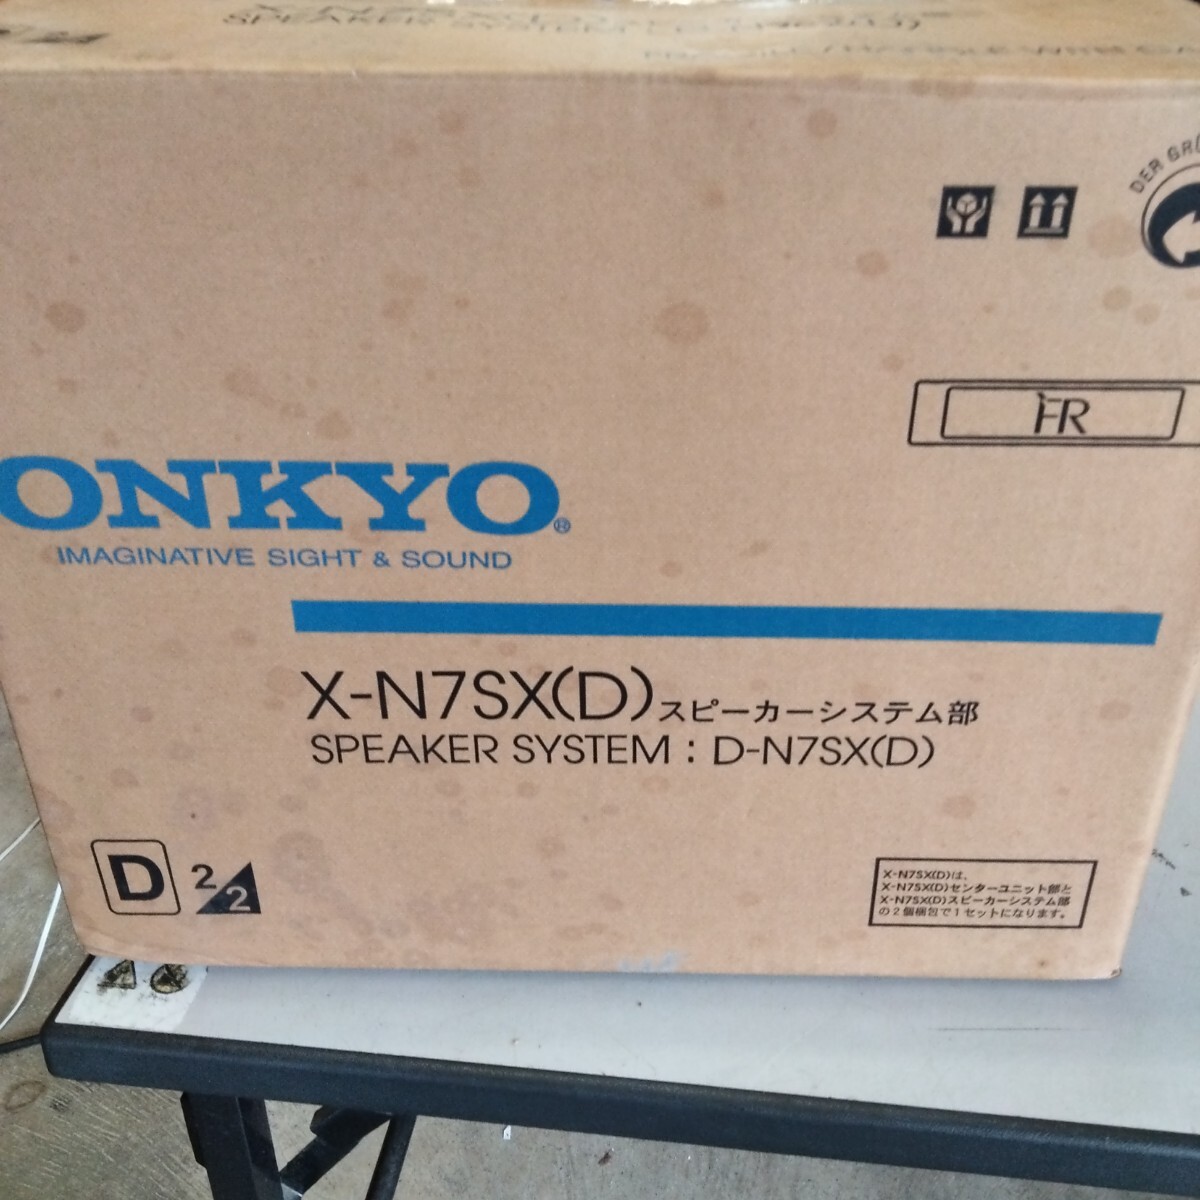 DER GRÜ
FR
ONKYO®
IMAGINATIVE SIGHT & SOUND
X-N7SX(D)スピーカーシステム部
SPEAKER SYSTEM : D-N7SX(D)
D 2/2
X-N7SX(D)は、
X-N7SX(D)センターユニット部と
X-N7SX(D)スピーカーシステム部
の2個梱包で1セットになります。